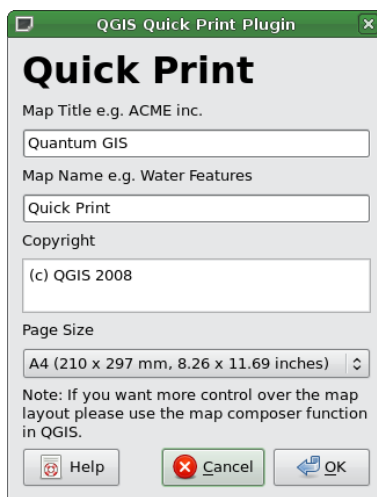 QGIS Quick Print Plugin
Quick Print
Map Title e.g. ACME inc.
Quantum GIS
Map Name e.g. Water Features
Quick Print
Copyright
(c) QGIS 2008
Page Size
A4 (210 x 297 mm, 8.26 x 11.69 inches)
Note: If you want more control over the map
layout please use the map composer function
in QGIS.
Help
Cancel
OK